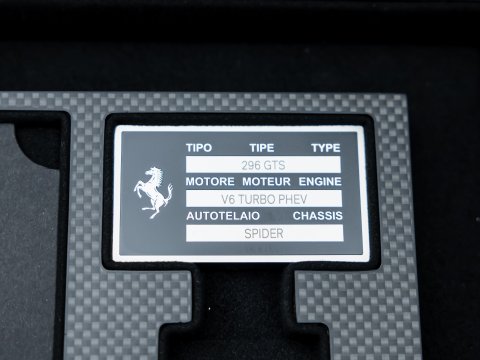 TIPO TIPE TYPE
296 GTS
MOTORE MOTEUR ENGINE
V6 TURBO PHEV
AUTOTELAIO CHASSIS
SPIDER